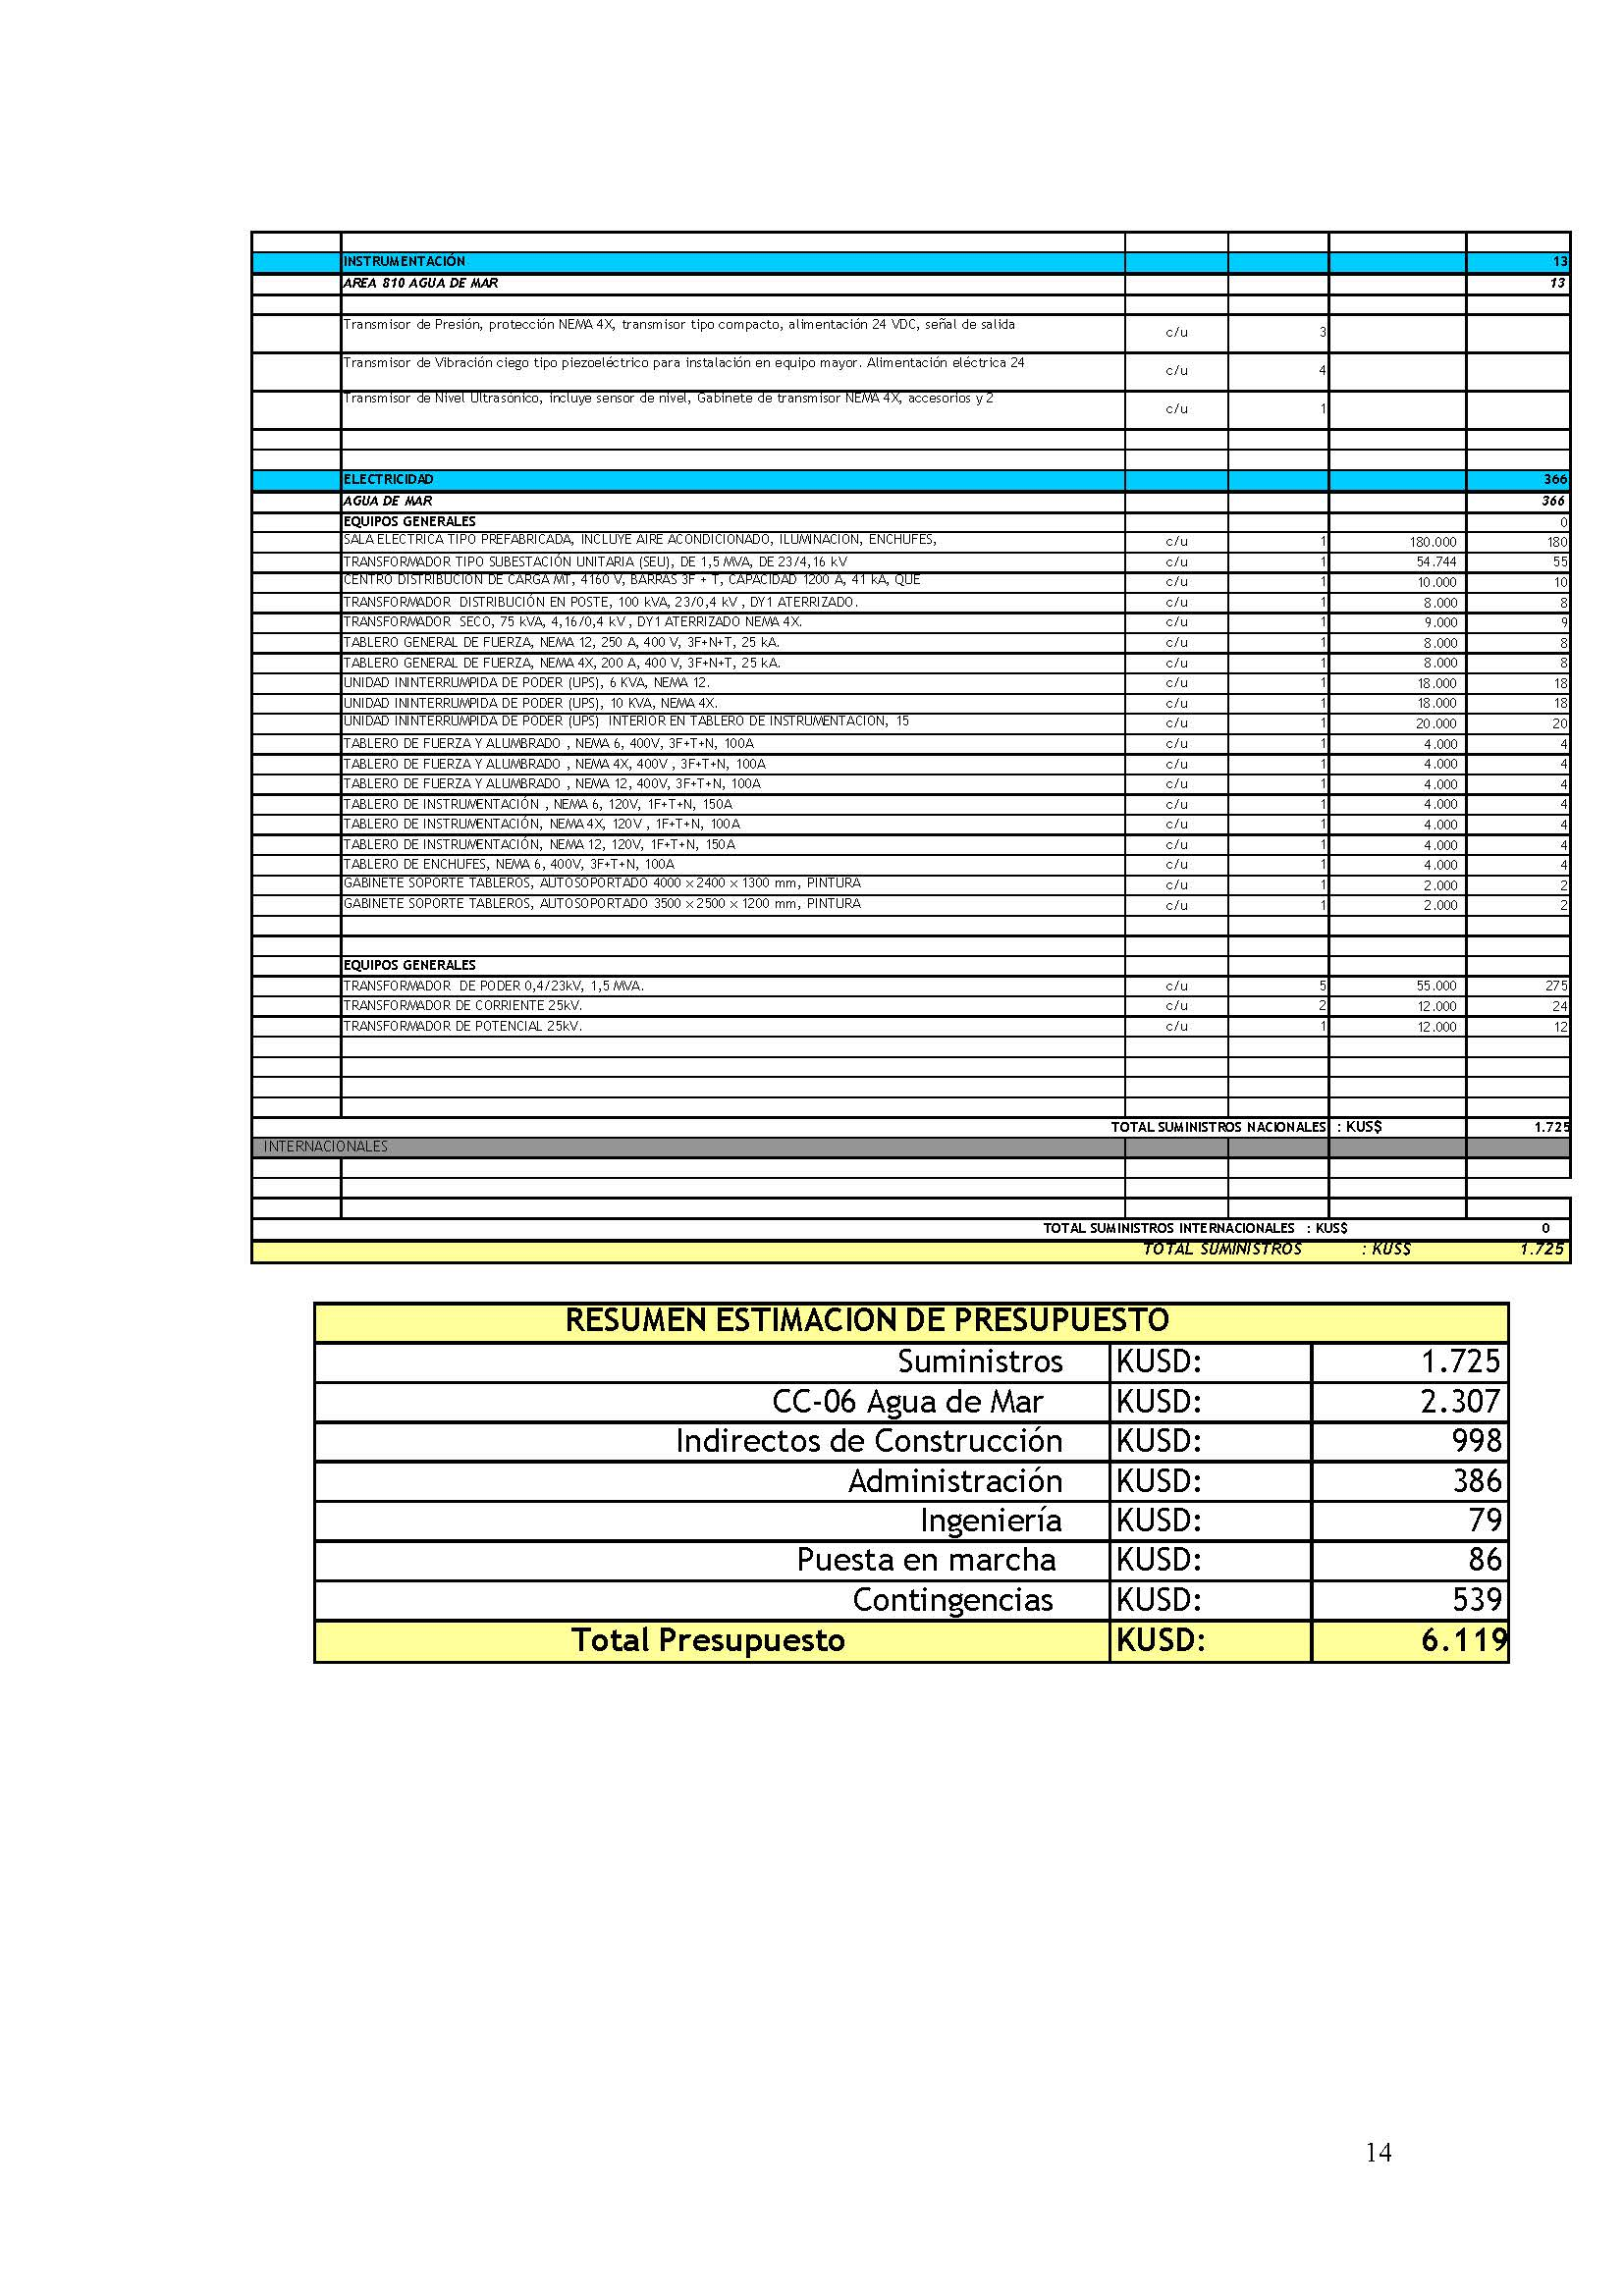 INSTRUMENTACIÓN 13
AREA 810 AGUA DE MAR 13
Transmisor de Presión, protección NEMA 4X, transmisor tipo compacto, alimentación 24 VDC, señal de salida c/u 3
Transmisor de Vibración ciego tipo piezoeléctrico para instalación en equipo mayor. Alimentación eléctrica 24 c/u 4
Transmisor de Nivel Ultrasónico, incluye sensor de nivel, Gabinete de transmisor NEMA 4X, accesorios y 2 c/u 1
ELECTRICIDAD 366
AGUA DE MAR 366
EQUIPOS GENERALES 0
SALA ELECTRICA TIPO PREFABRICADA, INCLUYE AIRE ACONDICIONADO, ILUMINACION, ENCHUFES, c/u 1 180.000 180
TRANSFORMADOR TIPO SUBESTACIÓN UNITARIA (SEU), DE 1,5 MVA, DE 23/4,16 kV c/u 1 54.744 55
CENTRO DISTRIBUCION DE CARGA MT, 4160 V, BARRAS 3F + T, CAPACIDAD 1200 A, 41 kA, QUE c/u 1 10.000 10
TRANSFORMADOR DISTRIBUCIÓN EN POSTE, 100 kVA, 23/0,4 kV , DY1 ATERRIZADO. c/u 1 8.000 8
TRANSFORMADOR SECO, 75 kVA, 4,16/0,4 kV , DY1 ATERRIZADO NEMA 4X. c/u 1 9.000 9
TABLERO GENERAL DE FUERZA, NEMA 12, 250 A, 400 V, 3F+N+T, 25 kA. c/u 1 8.000 8
TABLERO GENERAL DE FUERZA, NEMA 4X, 200 A, 400 V, 3F+N+T, 25 kA. c/u 1 8.000 8
UNIDAD ININTERRUMPIDA DE PODER (UPS), 6 KVA, NEMA 12. c/u 1 18.000 18
UNIDAD ININTERRUMPIDA DE PODER (UPS), 10 KVA, NEMA 4X. c/u 1 18.000 18
UNIDAD ININTERRUMPIDA DE PODER (UPS) INTERIOR EN TABLERO DE INSTRUMENTACION, 15 c/u 1 20.000 20
TABLERO DE FUERZA Y ALUMBRADO , NEMA 6, 400V, 3F+T+N, 100A c/u 1 4.000 4
TABLERO DE FUERZA Y ALUMBRADO , NEMA 4X, 400V , 3F+T+N, 100A c/u 1 4.000 4
TABLERO DE FUERZA Y ALUMBRADO , NEMA 12, 400V, 3F+T+N, 100A c/u 1 4.000 4
TABLERO DE INSTRUMENTACIÓN , NEMA 6, 120V, 1F+T+N, 150A c/u 1 4.000 4
TABLERO DE INSTRUMENTACIÓN, NEMA 4X, 120V , 1F+T+N, 100A c/u 1 4.000 4
TABLERO DE INSTRUMENTACIÓN, NEMA 12, 120V, 1F+T+N, 150A c/u 1 4.000 4
TABLERO DE ENCHUFES, NEMA 6, 400V, 3F+T+N, 100A c/u 1 4.000 4
GABINETE SOPORTE TABLEROS, AUTOSOPORTADO 4000 x 2400 x 1300 mm, PINTURA c/u 1 2.000 2
GABINETE SOPORTE TABLEROS, AUTOSOPORTADO 3500 x 2500 x 1200 mm, PINTURA c/u 1 2.000 2
EQUIPOS GENERALES
TRANSFORMADOR DE PODER 0,4/23kV, 1,5 MVA. c/u 5 55.000 275
TRANSFORMADOR DE CORRIENTE 25kV. c/u 2 12.000 24
TRANSFORMADOR DE POTENCIAL 25kV. c/u 1 12.000 12
TOTAL SUMINISTROS NACIONALES : KUS$ 1.725
INTERNACIONALES
TOTAL SUMINISTROS INTERNACIONALES : KUS$ 0
TOTAL SUMINISTROS : KUS$ 1.725
RESUMEN ESTIMACION DE PRESUPUESTO
Suministros KUSD: 1.725
CC-06 Agua de Mar KUSD: 2.307
Indirectos de Construcción KUSD: 998
Administración KUSD: 386
Ingeniería KUSD: 79
Puesta en marcha KUSD: 86
Contingencias KUSD: 539
Total Presupuesto KUSD: 6.119
14